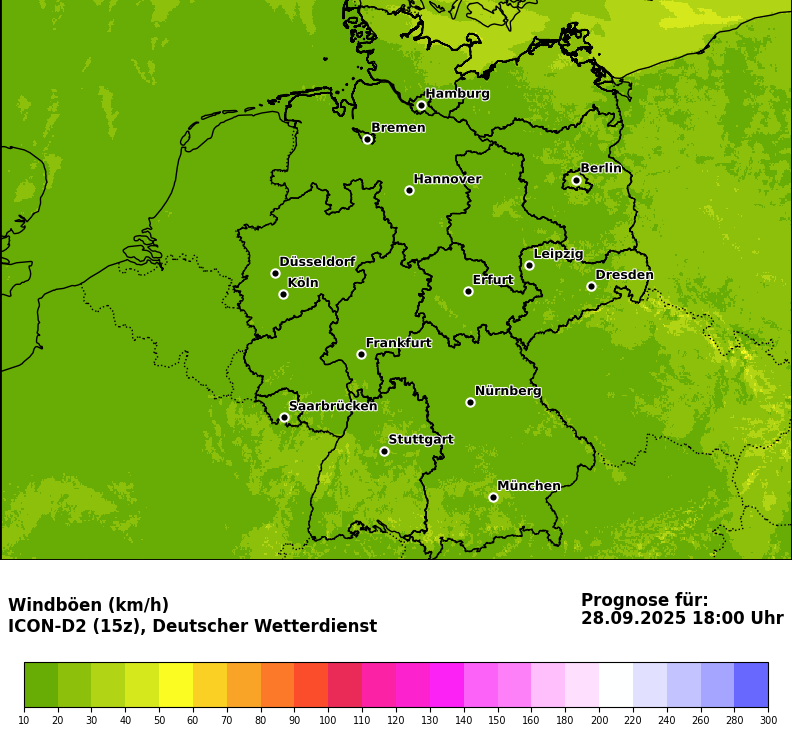 Hamburg
Bremen
Berlin
Hannover
Leipzig
Düsseldorf
Dresden
Köln
Erfurt
Frankfurt
Nürnberg
Saarbrücken
Stuttgart
München
Windböen (km/h)
ICON-D2 (15z), Deutscher Wetterdienst
Prognose für:
28.09.2025 18:00 Uhr
10 20 30 40 50 60 70 80 90 100 110 120 130 140 150 160 180 200 220 240 260 280 300